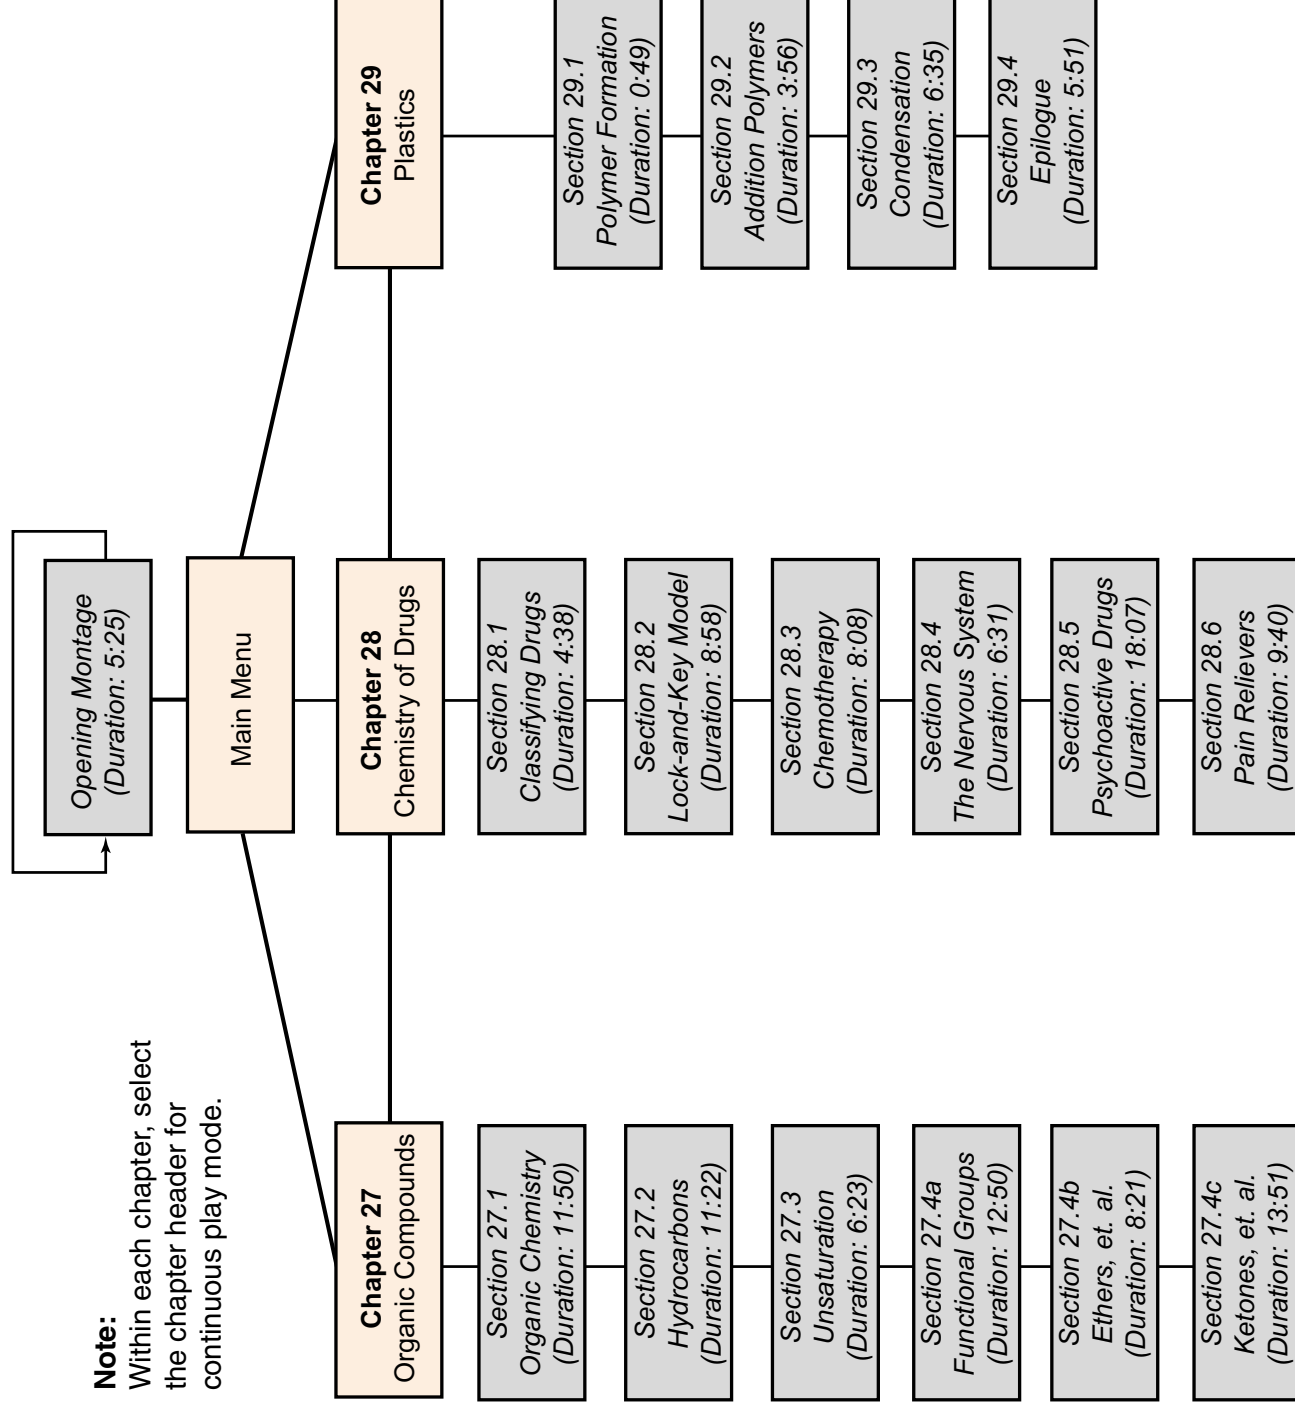 Note:
Within each chapter, select
the chapter header for
continuous play mode.
Opening Montage
(Duration: 5:25)
Main Menu
Chapter 27
Organic Compounds
Section 27.1
Organic Chemistry
(Duration: 11:50)
Section 27.2
Hydrocarbons
(Duration: 11:22)
Section 27.3
Unsaturation
(Duration: 6:23)
Section 27.4a
Functional Groups
(Duration: 12:50)
Section 27.4b
Ethers, et. al.
(Duration: 8:21)
Section 27.4c
Ketones, et. al.
(Duration: 13:51)
Chapter 28
Chemistry of Drugs
Section 28.1
Classifying Drugs
(Duration: 4:38)
Section 28.2
Lock-and-Key Model
(Duration: 8:58)
Section 28.3
Chemotherapy
(Duration: 8:08)
Section 28.4
The Nervous System
(Duration: 6:31)
Section 28.5
Psychoactive Drugs
(Duration: 18:07)
Section 28.6
Pain Relievers
(Duration: 9:40)
Chapter 29
Plastics
Section 29.1
Polymer Formation
(Duration: 0:49)
Section 29.2
Addition Polymers
(Duration: 3:56)
Section 29.3
Condensation
(Duration: 6:35)
Section 29.4
Epilogue
(Duration: 5:51)